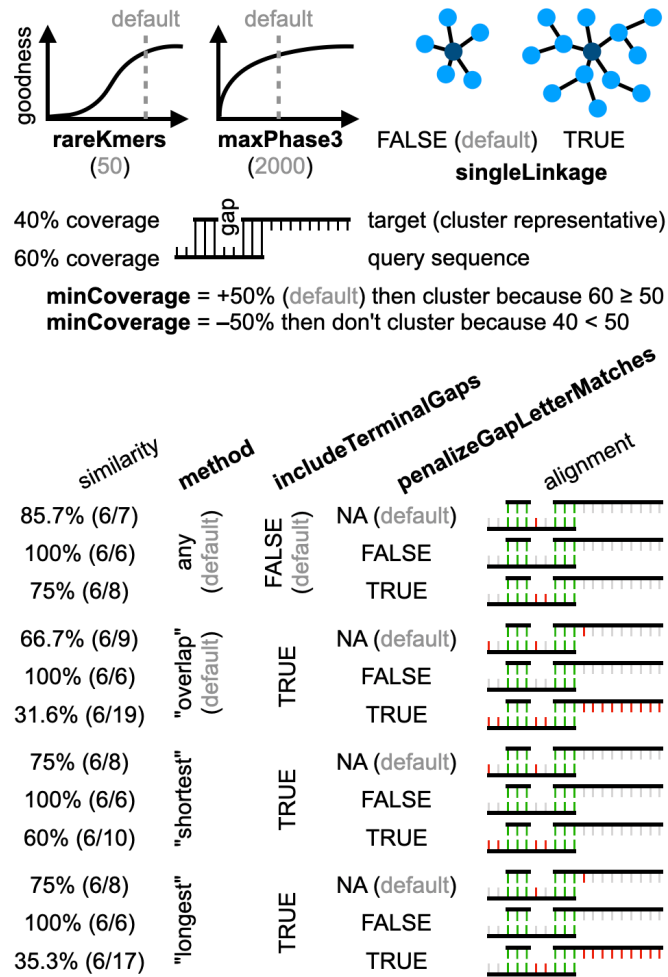 default default
goodness
rareKmers maxPhase3
(50) (2000)
FALSE (default) TRUE
singleLinkage
40% coverage gap target (cluster representative)
60% coverage query sequence
minCoverage = +50% (default) then cluster because 60 ≥ 50
minCoverage = –50% then don't cluster because 40 < 50
similarity method includeTerminalGaps penalizeGapLetterMatches alignment
85.7% (6/7) NA (default)
100% (6/6) any (default) FALSE (default) FALSE
75% (6/8) TRUE
66.7% (6/9) NA (default)
100% (6/6) "overlap" (default) TRUE FALSE
31.6% (6/19) TRUE
75% (6/8) NA (default)
100% (6/6) "shortest" TRUE FALSE
60% (6/10) TRUE
75% (6/8) NA (default)
100% (6/6) "longest" TRUE FALSE
35.3% (6/17) TRUE